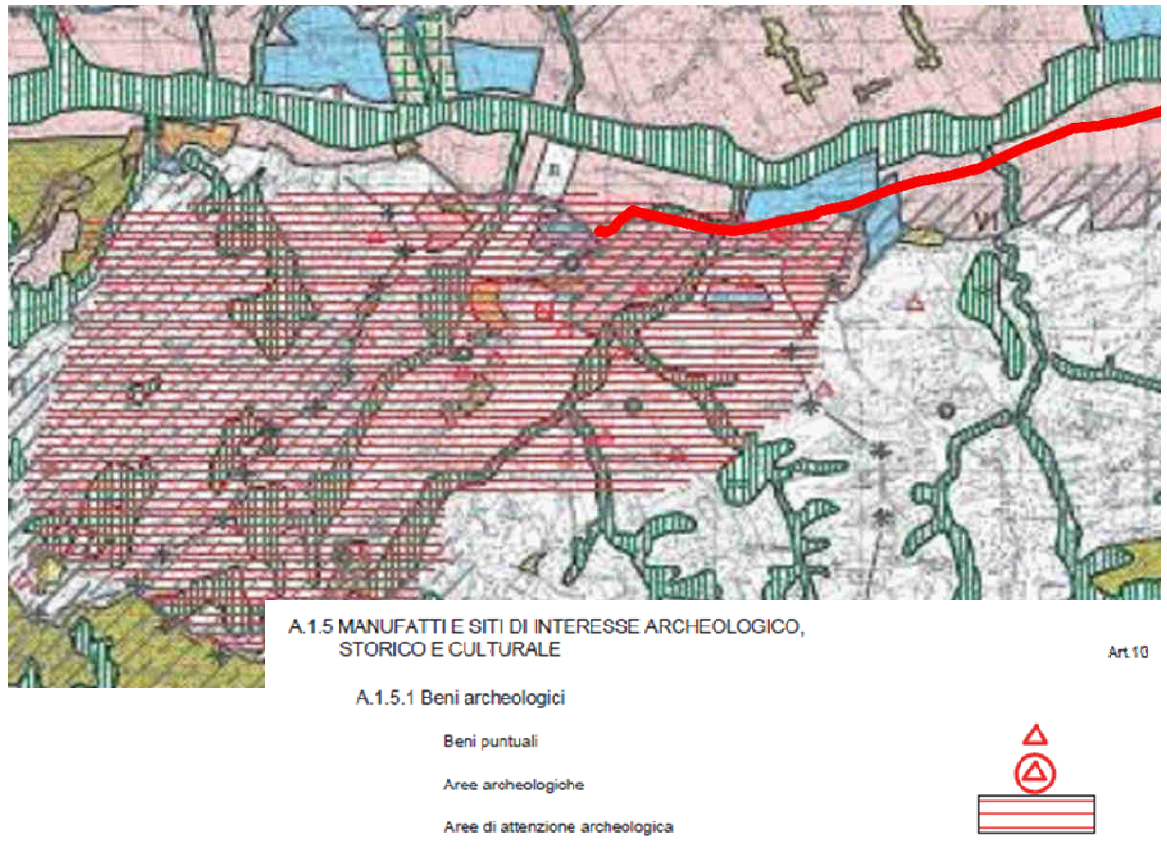 A.1.5 MANUFATTI E SITI DI INTERESSE ARCHEOLOGICO,
STORICO E CULTURALE
Art.10
A.1.5.1 Beni archeologici
Beni puntuali
Aree archeologiche
Aree di attenzione archeologica